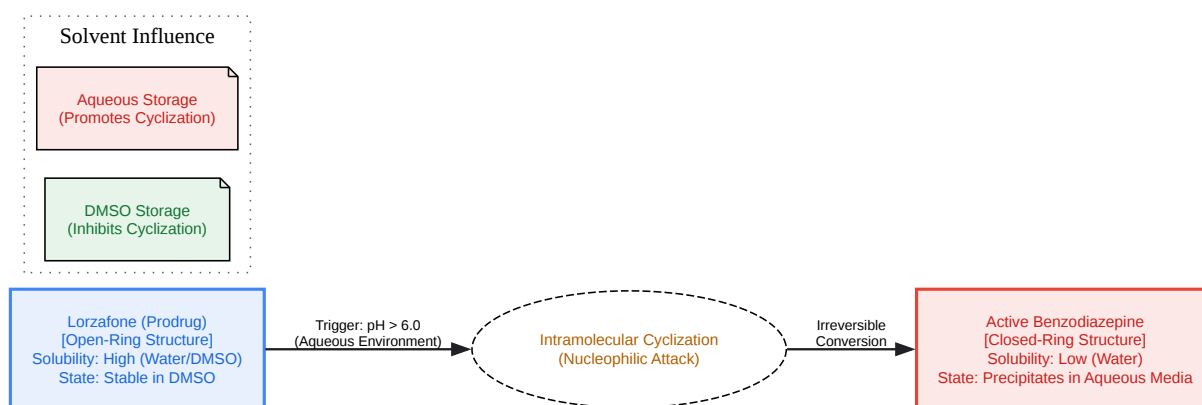 Solvent Influence
Aqueous Storage
(Promotes Cyclization)
DMSO Storage
(Inhibits Cyclization)
Lorzafone (Prodrug)
[Open-Ring Structure]
Solubility: High (Water/DMSO)
State: Stable in DMSO
Trigger: pH > 6.0
(Aqueous Environment)
Intramolecular Cyclization
(Nucleophilic Attack)
Irreversible
Conversion
Active Benzodiazepine
[Closed-Ring Structure]
Solubility: Low (Water)
State: Precipitates in Aqueous Media